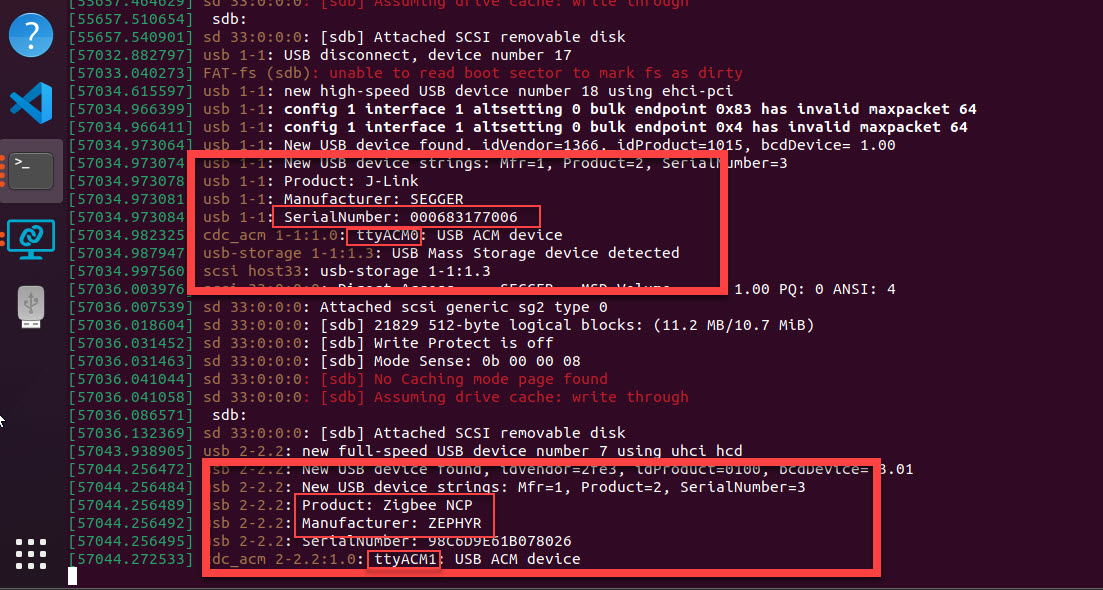 [55657.464629] sd 33:0:0:0: [sdb] Assuming drive cache: write through
[55657.510654]  sdb:
[55657.540901] sd 33:0:0:0: [sdb] Attached SCSI removable disk
[57032.882797] usb 1-1: USB disconnect, device number 17
[57033.040273] FAT-fs (sdb): unable to read boot sector to mark fs as dirty
[57034.615597] usb 1-1: new high-speed USB device number 18 using ehci-pci
[57034.966399] usb 1-1: config 1 interface 1 altsetting 0 bulk endpoint 0x83 has invalid maxpacket 64
[57034.966411] usb 1-1: config 1 interface 1 altsetting 0 bulk endpoint 0x4 has invalid maxpacket 64
[57034.973064] usb 1-1: New USB device found, idVendor=1366, idProduct=1015, bcdDevice= 1.00
[57034.973074] usb 1-1: New USB device strings: Mfr=1, Product=2, SerialNumber=3
[57034.973078] usb 1-1: Product: J-Link
[57034.973081] usb 1-1: Manufacturer: SEGGER
[57034.973084] usb 1-1: SerialNumber: 000683177006
[57034.982325] cdc_acm 1-1:1.0: ttyACM0: USB ACM device
[57034.987947] usb-storage 1-1:1.3: USB Mass Storage device detected
[57034.997560] scsi host33: usb-storage 1-1:1.3
[57036.003976] scsi 33:0:0:0: Direct-Access SEGGER MSD Volume 1.00 PQ: 0 ANSI: 4
[57036.007539] sd 33:0:0:0: Attached scsi generic sg2 type 0
[57036.018604] sd 33:0:0:0: [sdb] 21829 512-byte logical blocks: (11.2 MB/10.7 MiB)
[57036.031452] sd 33:0:0:0: [sdb] Write Protect is off
[57036.031463] sd 33:0:0:0: [sdb] Mode Sense: 0b 00 00 08
[57036.041044] sd 33:0:0:0: [sdb] No Caching mode page found
[57036.041058] sd 33:0:0:0: [sdb] Assuming drive cache: write through
[57036.086571]  sdb:
[57036.132369] sd 33:0:0:0: [sdb] Attached SCSI removable disk
[57043.938905] usb 2-2.2: new full-speed USB device number 7 using uhci_hcd
[57044.256472] usb 2-2.2: New USB device found, idVendor=2fe3, idProduct=0100, bcdDevice= 3.01
[57044.256484] usb 2-2.2: New USB device strings: Mfr=1, Product=2, SerialNumber=3
[57044.256489] usb 2-2.2: Product: Zigbee NCP
[57044.256492] usb 2-2.2: Manufacturer: ZEPHYR
[57044.256495] usb 2-2.2: SerialNumber: 98C6D9E61B078026
[57044.272533] cdc_acm 2-2.2:1.0: ttyACM1: USB ACM device